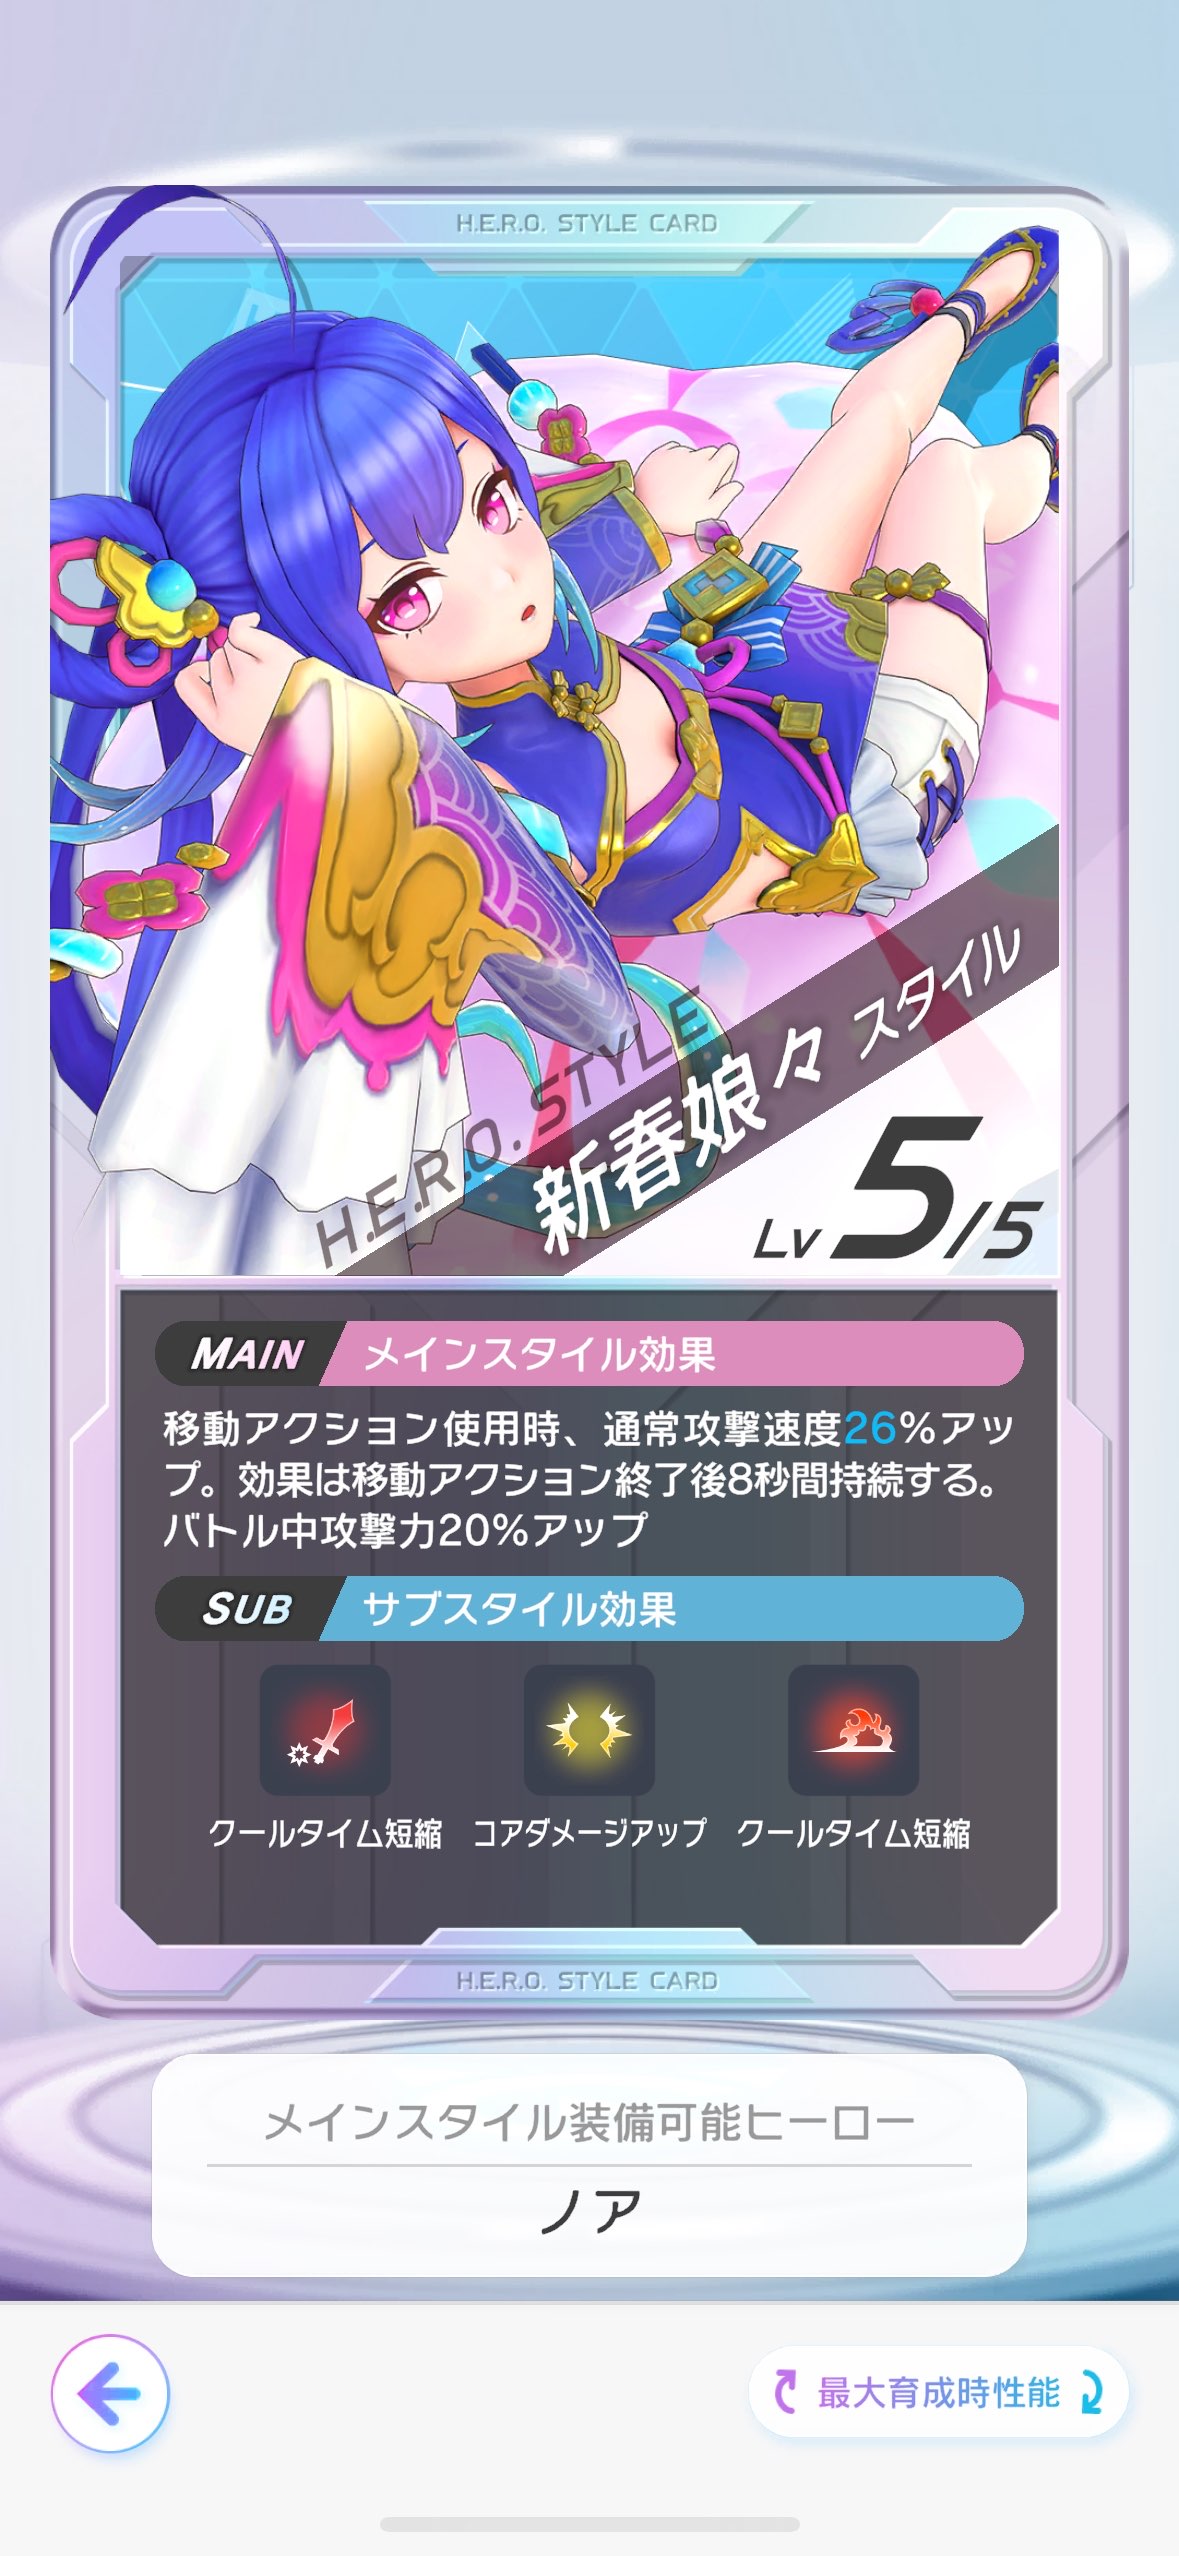 H.E.R.O. STYLE CARD
H.E.R.O. STYLE
新春娘々 スタイル
Lv 5/5
MAIN メインスタイル効果
移動アクション使用時、通常攻撃速度26%アッ
プ。効果は移動アクション終了後8秒間持続する。
バトル中攻撃力20%アップ
SUB サブスタイル効果
クールタイム短縮 コアダメージアップ クールタイム短縮
H.E.R.O. STYLE CARD
メインスタイル装備可能ヒーロー
ノア
最大育成時性能